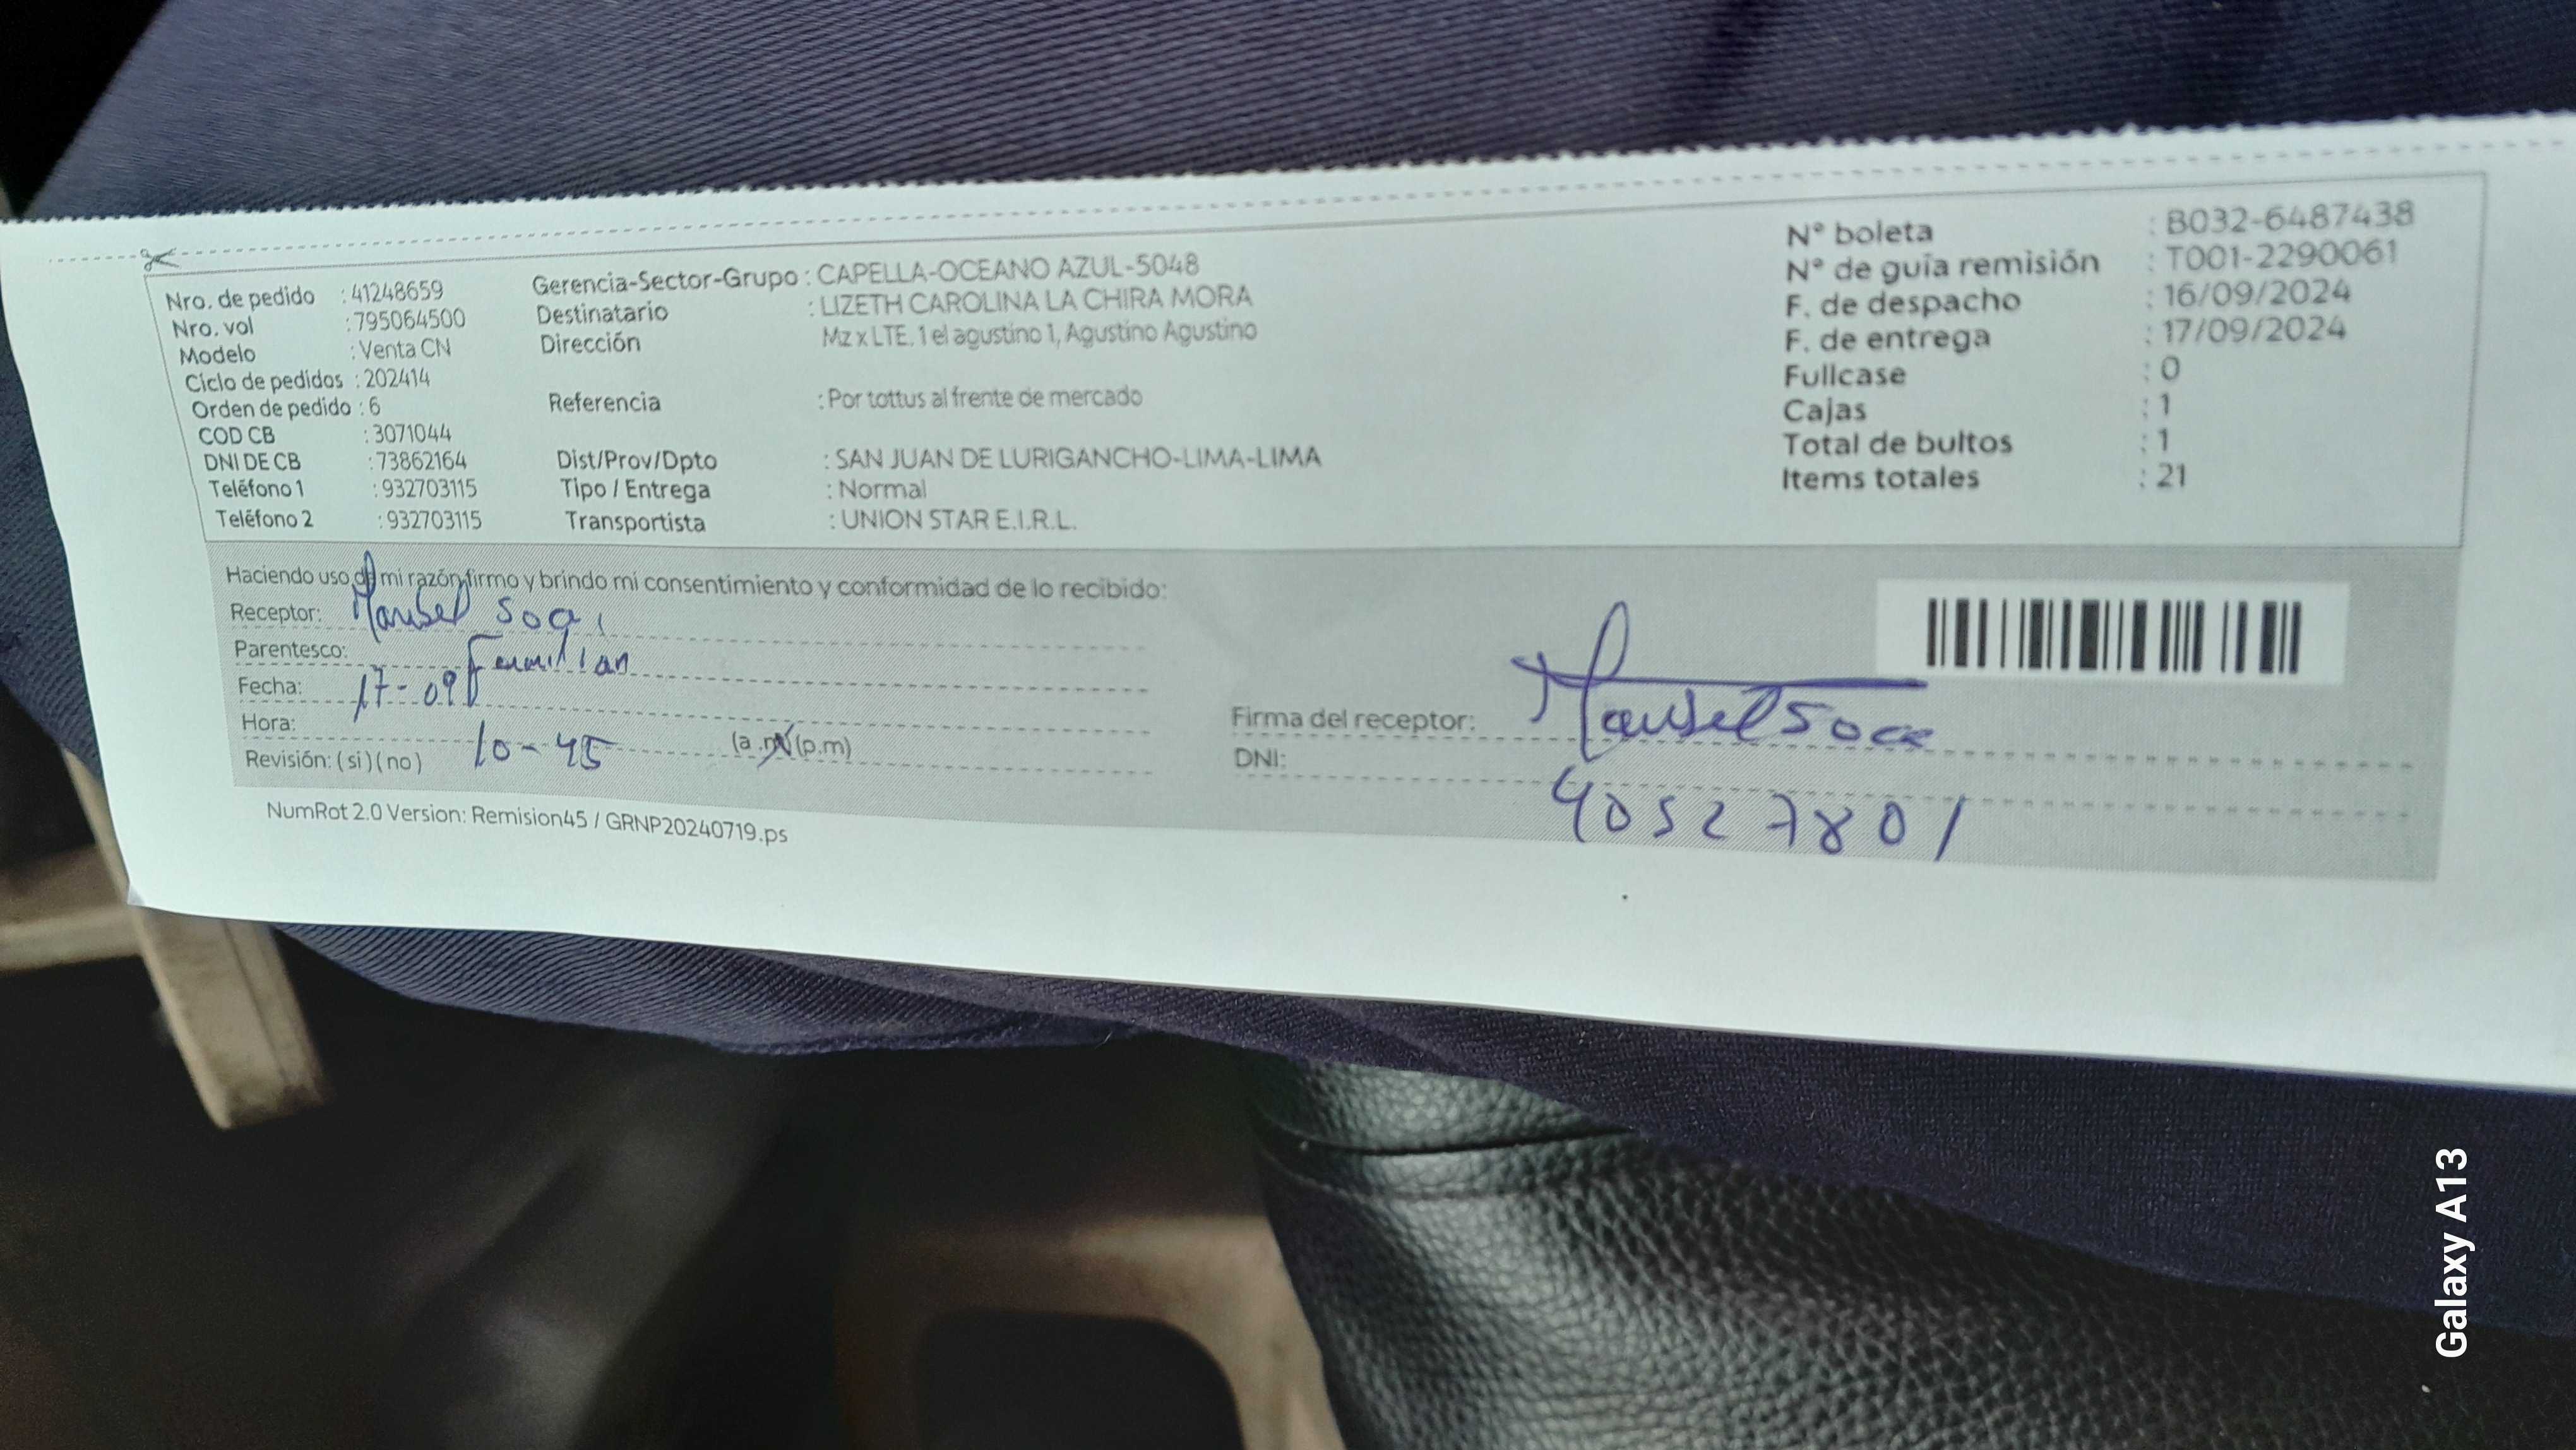 Nro. de pedido : 41248659
Nro. vol : 795064500
Modelo : Venta CN
Ciclo de pedidos : 202414
Orden de pedido : 6
COD CB : 3071044
DNI DE CB : 73862164
Teléfono 1 : 932703115
Teléfono 2 : 932703115
Gerencia-Sector-Grupo : CAPELLA-OCEANO AZUL-5048
Destinatario : LIZETH CAROLINA LA CHIRA MORA
Dirección Mz x LTE. 1 el agustino 1, Agustino Agustino
Referencia : Por tottus al frente de mercado
Dist/Prov/Dpto : SAN JUAN DE LURIGANCHO-LIMA-LIMA
Tipo / Entrega : Normal
Transportista : UNION STAR E.I.R.L.
N° boleta : B032-6487438
N° de guía remisión : T001-2290061
F. de despacho : 16/09/2024
F. de entrega : 17/09/2024
Fullcase : 0
Cajas : 1
Total de bultos : 1
Items totales : 21
Haciendo uso de mi razón firmo y brindo mi consentimiento y conformidad de lo recibido:
Receptor:
Parentesco: Familiar
Fecha: 17-09
Hora: 10-45 (a.m) (p.m)
Revisión: (si) (no)
Firma del receptor:
DNI: 40527801
NumRot 2.0 Version: Remision45 / GRNP20240719.ps
Galaxy A13